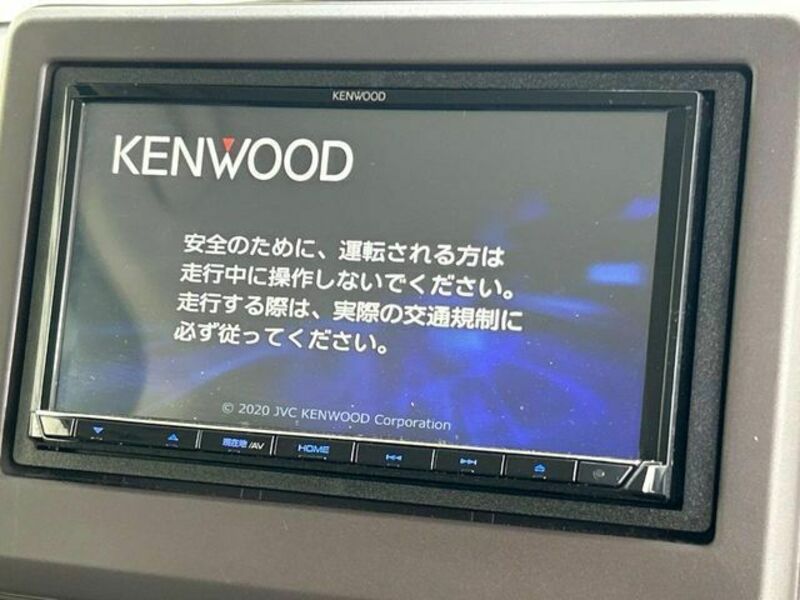 KENWOOD
KENWOOD
安全のために、運転される方は
走行中に操作しないでください。
走行する際は、実際の交通規制に
必ず従ってください。
© 2020 JVC KENWOOD Corporation
現在地/AV HOME